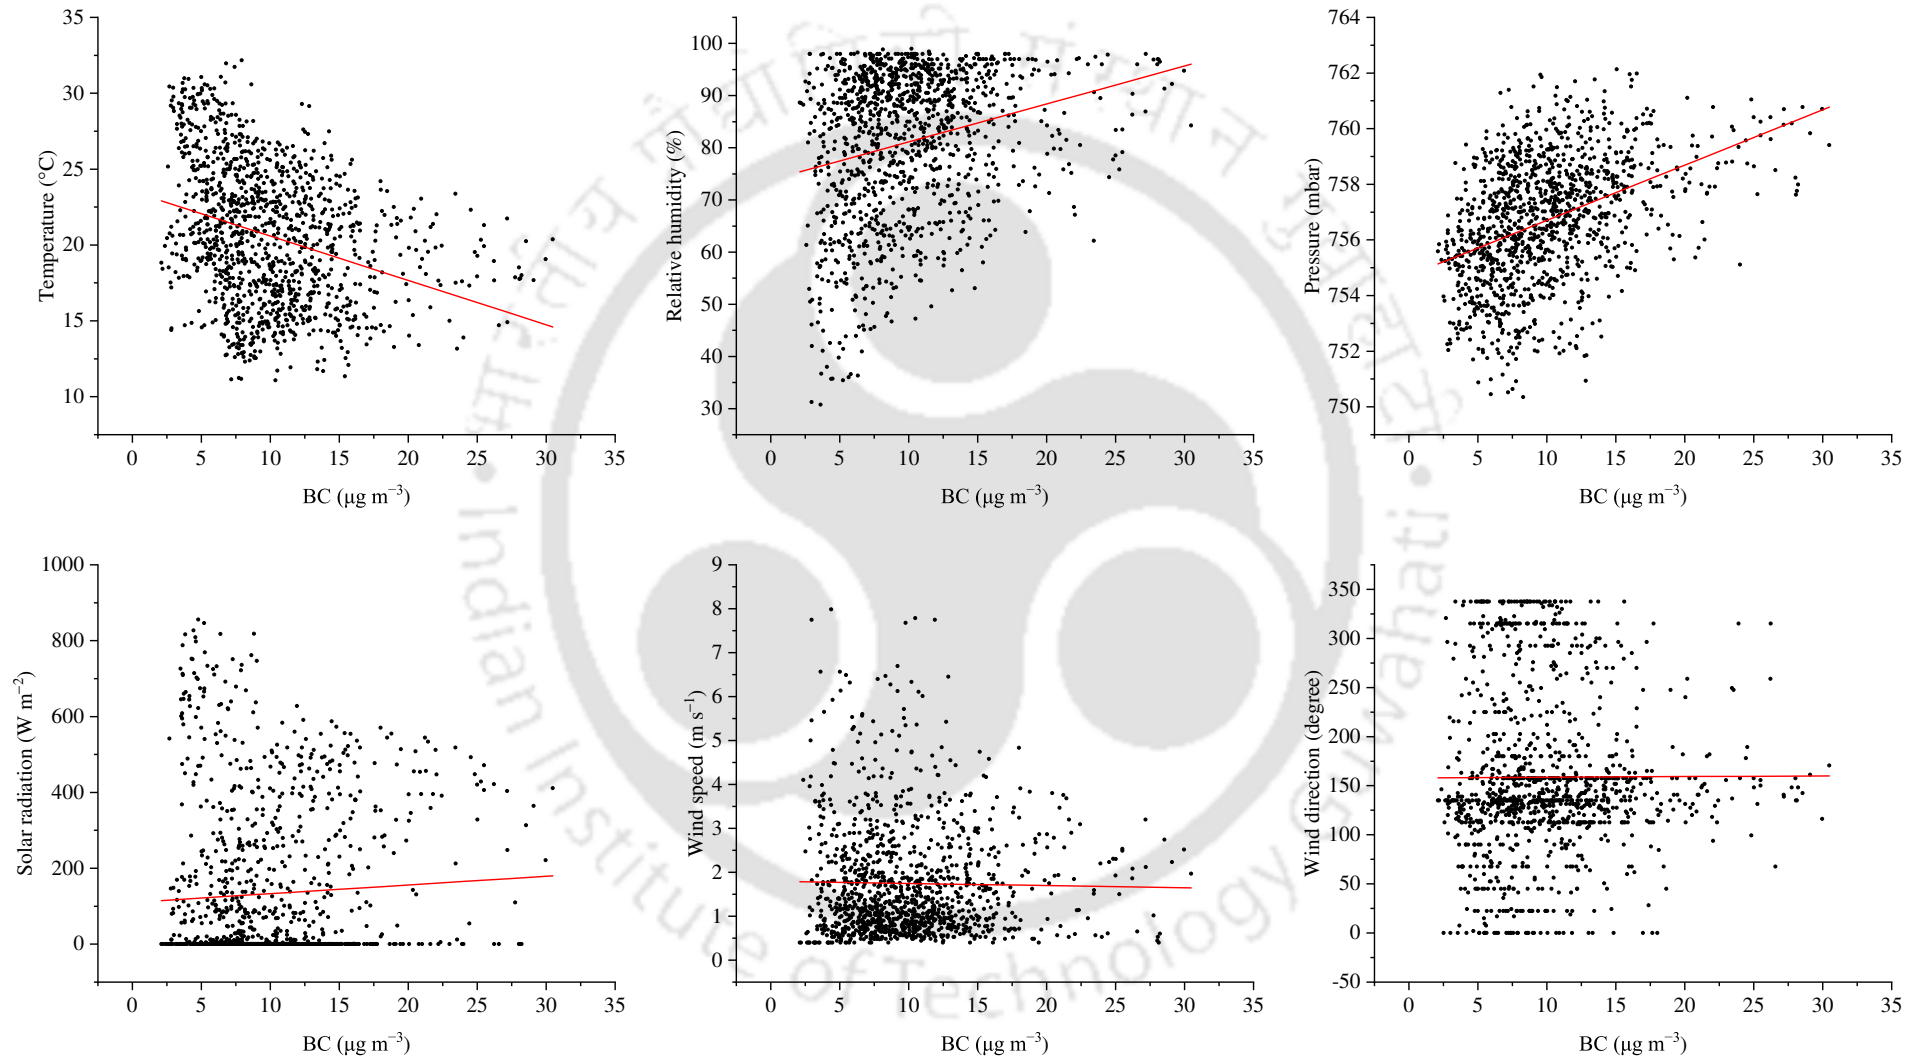 35
30
25
20
15
10
Temperature (°C)
0 5 10 15 20 25 30 35
BC (μg m⁻³)
100
90
80
70
60
50
40
30
Relative humidity (%)
0 5 10 15 20 25 30 35
BC (μg m⁻³)
764
762
760
758
756
754
752
750
Pressure (mbar)
0 5 10 15 20 25 30 35
BC (μg m⁻³)
1000
800
600
400
200
0
Solar radiation (W m⁻²)
0 5 10 15 20 25 30 35
BC (μg m⁻³)
9
8
7
6
5
4
3
2
1
0
Wind speed (m s⁻¹)
0 5 10 15 20 25 30 35
BC (μg m⁻³)
350
300
250
200
150
100
50
0
-50
Wind direction (degree)
0 5 10 15 20 25 30 35
BC (μg m⁻³)
Indian Institute of Technology Guwahati